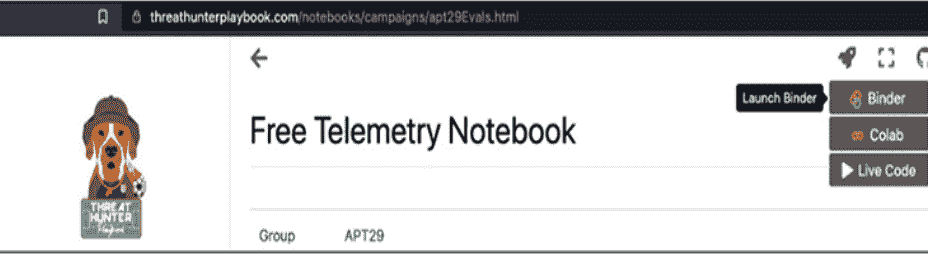 threathunterplaybook.com/notebooks/campaigns/apt29Evals.html
Launch Binder
Binder
Free Telemetry Notebook
Colab
Live Code
THREAT
HUNTER
Playbook
Group APT29